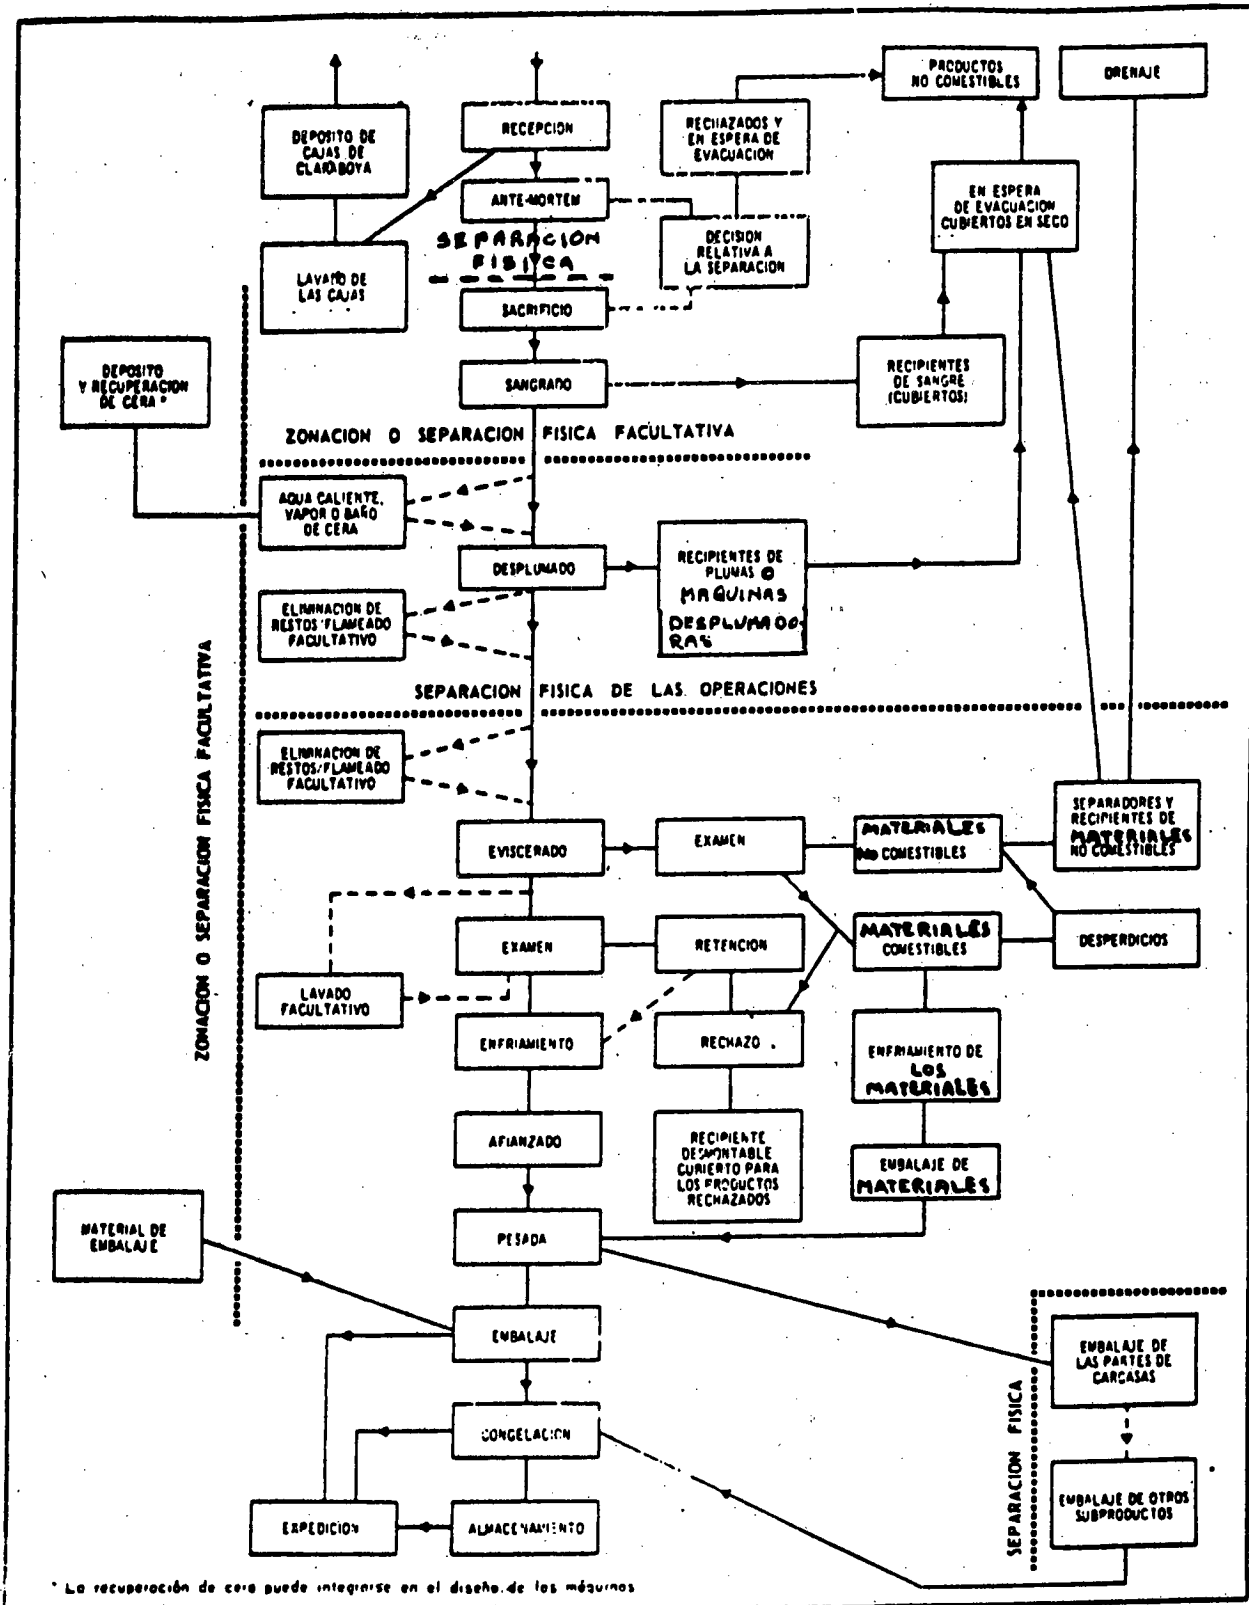 PRODUCTOS
NO COMESTIBLES
DRENAJE
DEPOSITO DE
CAJAS DE
CLARABOYA
RECEPCION
RECHAZADOS Y
EN ESPERA DE
EVACUACION
ANTE-MORTEM
EN ESPERA
DE EVACUACION
CUBIERTOS EN SECO
SEPARACION
FISICA
DECISION
RELATIVA A
LA SEPARACION
LAVADO DE
LAS CAJAS
SACRIFICIO
DEPOSITO
Y RECUPERACION
DE CERA *
SANGRADO
RECIPIENTES
DE SANGRE
(CUBIERTOS)
ZONACION O SEPARACION FISICA FACULTATIVA
AGUA CALIENTE,
VAPOR O BAÑO
DE CERA
DESPLUMADO
RECIPIENTES DE
PLUMAS O
MAQUINAS
DESPLUMADO-
RAS
ELIMINACION DE
RESTOS/FLAMEADO
FACULTATIVO
SEPARACION FISICA DE LAS OPERACIONES
ZONACION O SEPARACION FISICA FACULTATIVA
ELIMINACION DE
RESTOS/FLAMEADO
FACULTATIVO
EVISCERADO
EXAMEN
MATERIALES
NO COMESTIBLES
SEPARADORES Y
RECIPIENTES DE
MATERIALES
NO COMESTIBLES
EXAMEN
RETENCION
MATERIALES
COMESTIBLES
DESPERDICIOS
LAVADO
FACULTATIVO
ENFRIAMIENTO
RECHAZO
ENFRIAMIENTO DE
LOS
MATERIALES
AFIANZADO
RECIPIENTE
DESMONTABLE
CUBIERTO PARA
LOS PRODUCTOS
RECHAZADOS
EMBALAJE DE
MATERIALES
MATERIAL DE
EMBALAJE
PESADA
EMBALAJE
EMBALAJE DE
LAS PARTES DE
CARCASAS
SEPARACION FISICA
CONGELACION
EMBALAJE DE OTROS
SUBPRODUCTOS
EXPEDICION
ALMACENAMIENTO
* La recuperación de cera puede integrarse en el diseño de las máquinas